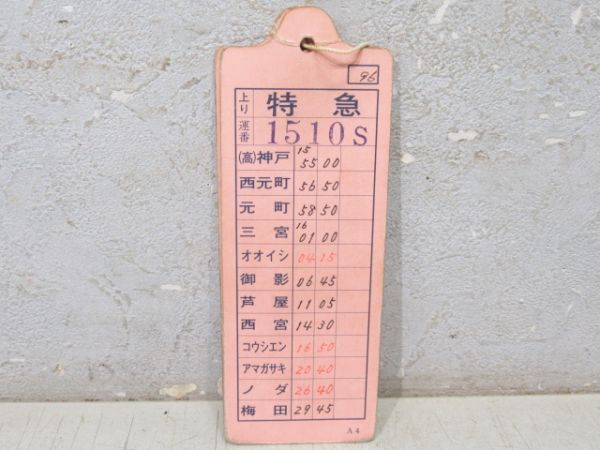 96
上り 特急
運番 1510S
(高)神戸 15 55 00
西元町 56 50
元町 58 50
三宮 16 01 00
オオイシ 04 15
御影 06 45
芦屋 11 05
西宮 14 30
コウシエン 16 50
アマガサキ 20 40
ノダ 26 40
梅田 29 45
A4